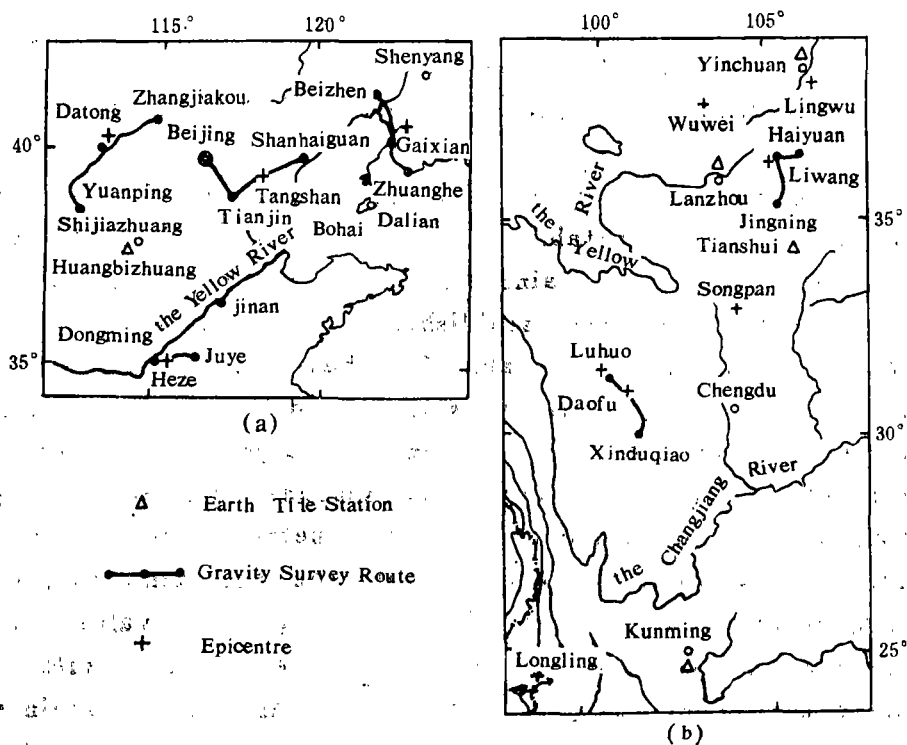 115°
120°
Shenyang
Beizhen
Zhangjiakou
Datong
Beijing
Shanhaiguan
40°
Gaixian
Yuanping
Tangshan
Zhuanghe
Shijiazhuang
Tianjin
Bohai
Dalian
Huangbizhuang
the Yellow River
jinan
Dongming
Juye
35°
Heze
(a)
Earth Tile Station
Gravity Survey Route
Epicentre
100°
105°
Yinchuan
Lingwu
Wuwei
Haiyuan
River
Liwang
Lanzhou
Jingning
35°
the
Yellow
Tianshui
Songpan
Luhuo
Chengdu
Daofu
30°
Xinduqiao
River
the Changjiang
Kunming
25°
Longling
(b)